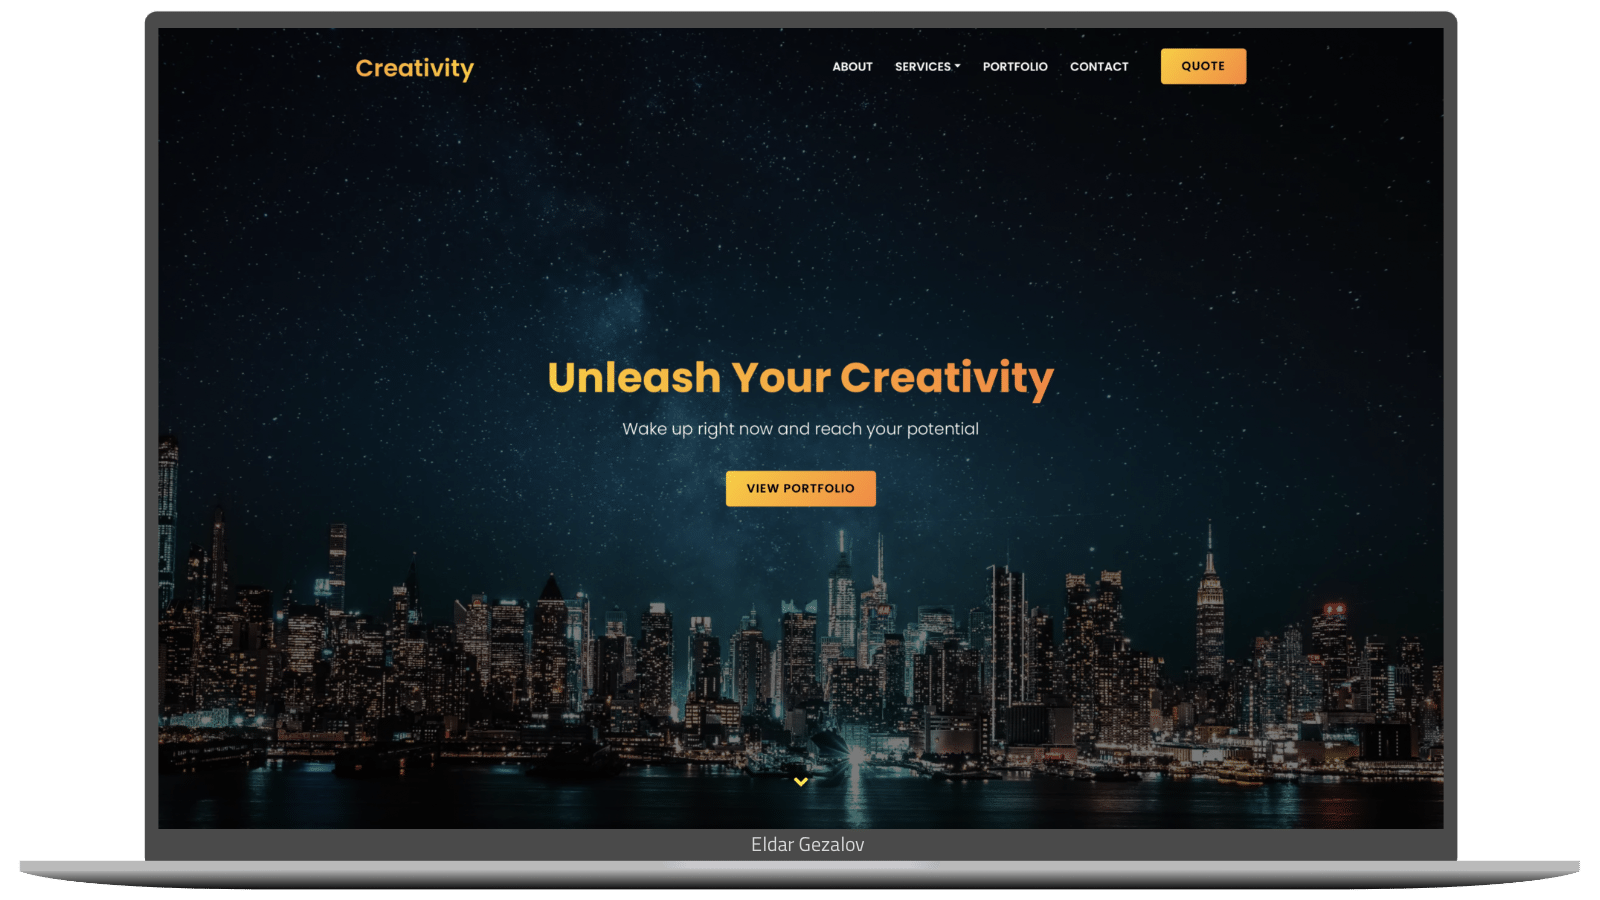 Creativity
ABOUT SERVICES PORTFOLIO CONTACT QUOTE
Unleash Your Creativity
Wake up right now and reach your potential
VIEW PORTFOLIO
Eldar Gezalov